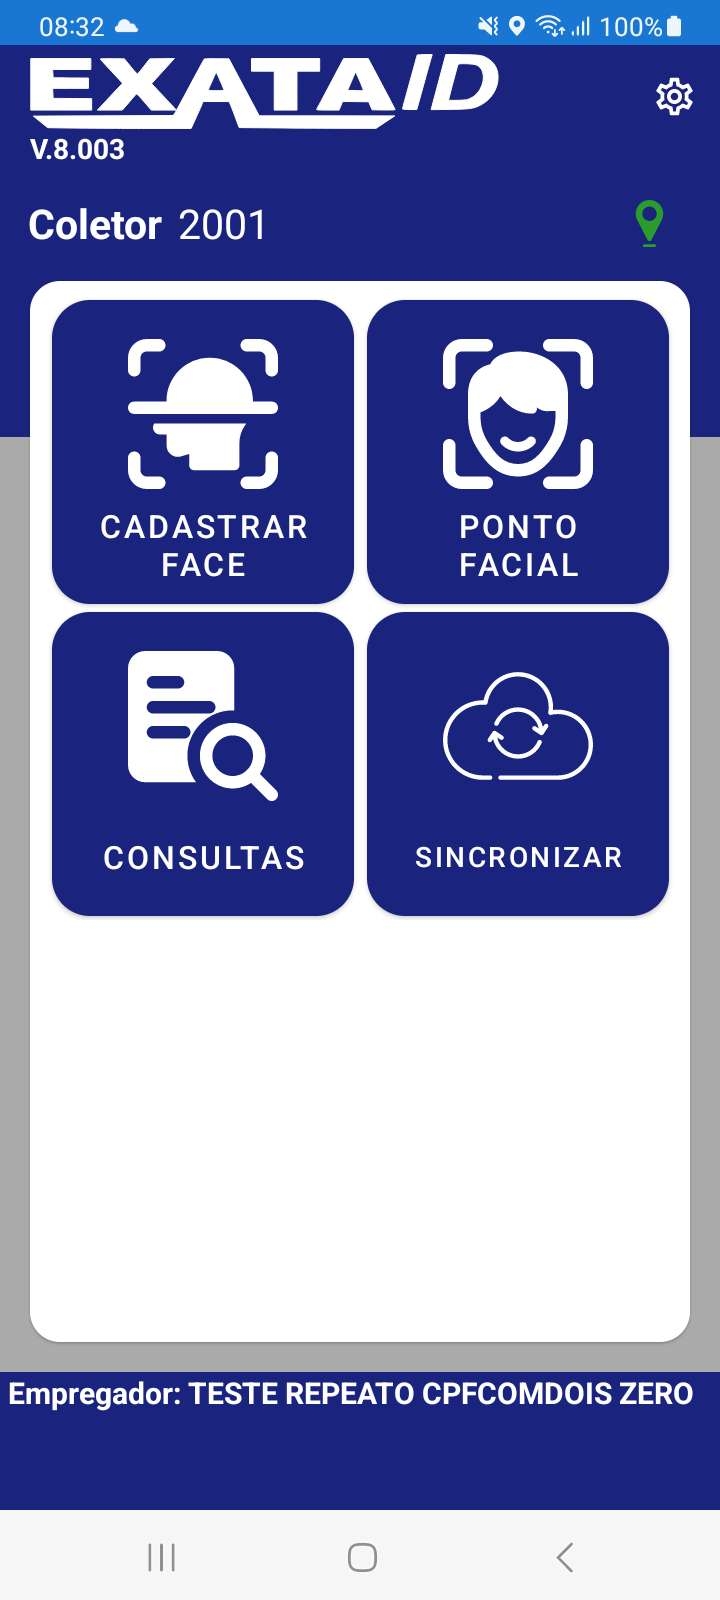 08:32
100%
EXATA ID
V.8.003
Coletor 2001
CADASTRAR
FACE
PONTO
FACIAL
CONSULTAS
SINCRONIZAR
Empregador: TESTE REPEATO CPFCOMDOIS ZERO